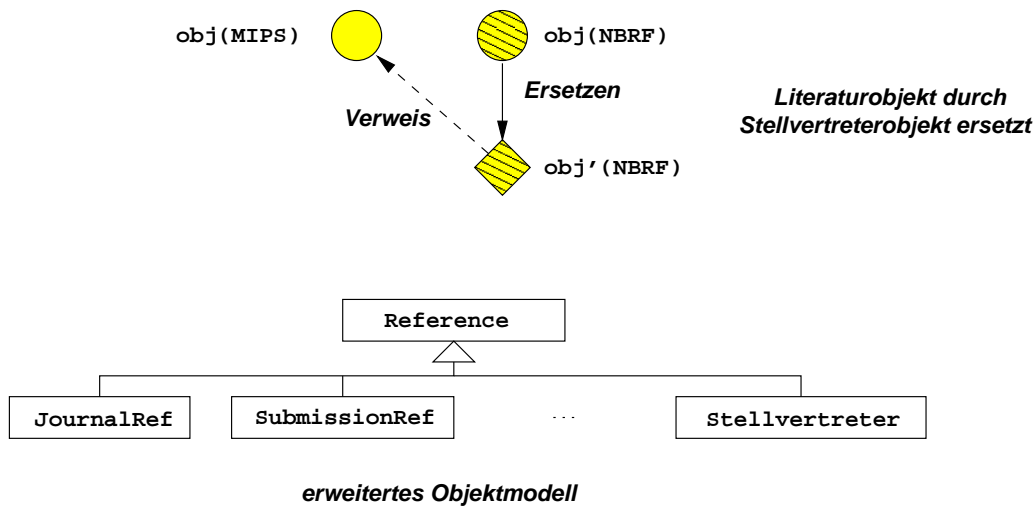 obj(MIPS)
obj(NBRF)
Ersetzen
Verweis
Literaturobjekt durch
Stellvertreterobjekt ersetzt
obj'(NBRF)
Reference
JournalRef
SubmissionRef
...
Stellvertreter
erweitertes Objektmodell